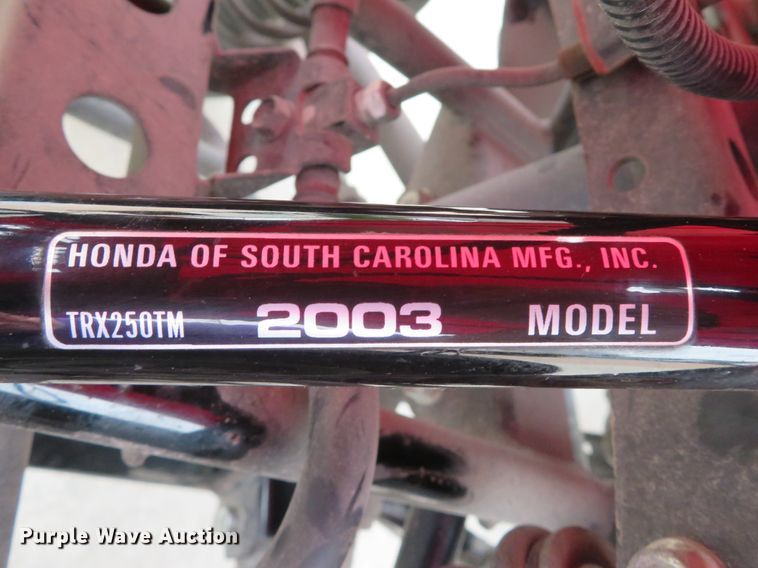 HONDA OF SOUTH CAROLINA MFG., INC.
TRX250TM 2003 MODEL
Purple Wave Auction®